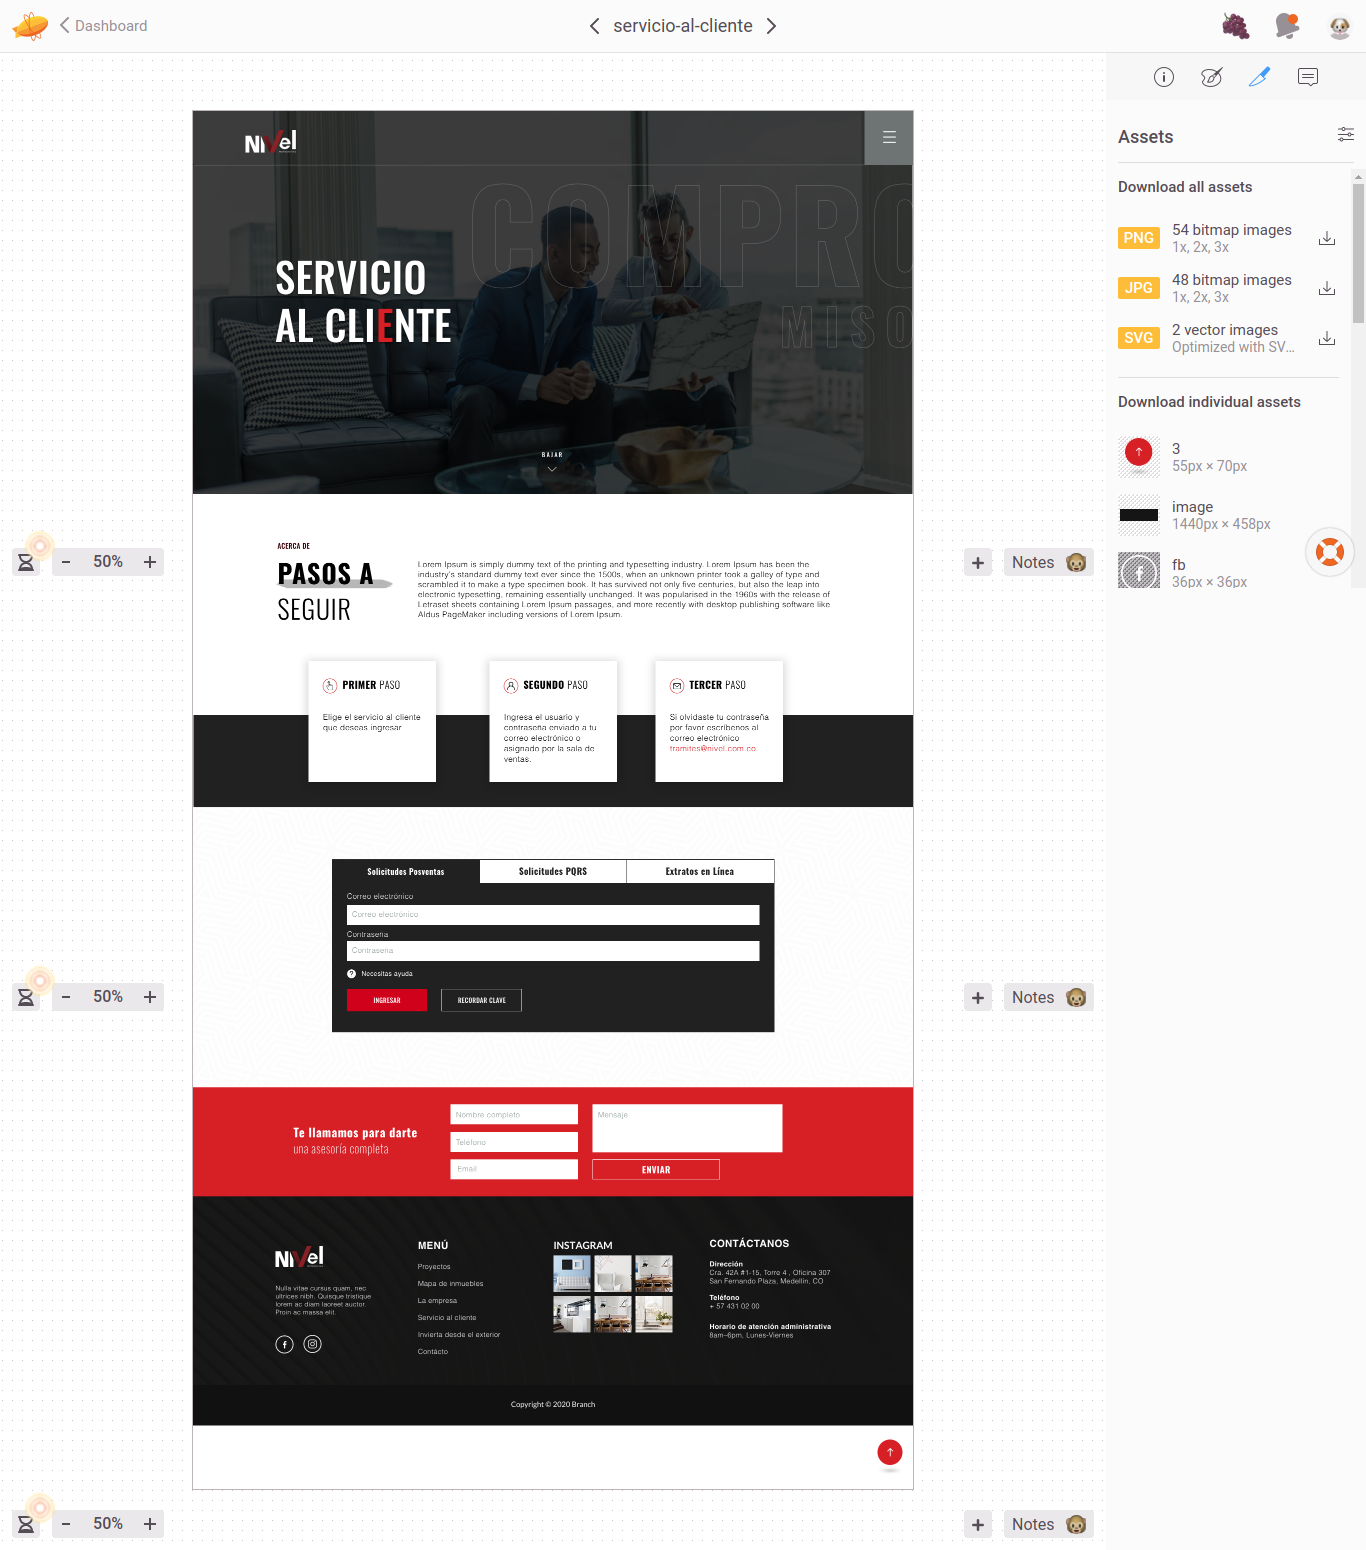 Dashboard
servicio-al-cliente
Assets
Download all assets
PNG
54 bitmap images
1x, 2x, 3x
JPG
48 bitmap images
1x, 2x, 3x
SVG
2 vector images
Optimized with SV...
Download individual assets
3
55px × 70px
image
1440px × 458px
fb
36px × 36px
NiVel
COMPRO
MISO
SERVICIO
AL CLIENTE
BAJAR
ACERCA DE
PASOS A
SEGUIR
Lorem Ipsum is simply dummy text of the printing and typesetting industry. Lorem Ipsum has been the
industry's standard dummy text ever since the 1500s, when an unknown printer took a galley of type and
scrambled it to make a type specimen book. It has survived not only five centuries, but also the leap into
electronic typesetting, remaining essentially unchanged. It was popularised in the 1960s with the release of
Letraset sheets containing Lorem Ipsum passages, and more recently with desktop publishing software like
Aldus PageMaker including versions of Lorem Ipsum.
50%
Notes
PRIMER PASO
Elige el servicio al cliente
que deseas ingresar
SEGUNDO PASO
Ingresa el usuario y
contraseña enviado a tu
correo electrónico o
asignado por la sala de
ventas.
TERCER PASO
Si olvidaste tu contraseña
por favor escríbenos al
correo electrónico
tramites@nivel.com.co.
Solicitudes Posventas
Solicitudes PQRS
Extratos en Línea
Correo electrónico
Correo electrónico
Contraseña
Contraseña
? Necesitas ayuda
INGRESAR
RECORDAR CLAVE
50%
Notes
Te llamamos para darte
una asesoría completa
Nombre completo
Teléfono
Email
Mensaje
ENVIAR
NiVel
Nulla vitae cursus quam, nec
ultrices nibh. Quisque tristique
lorem ac diam laoreet auctor.
Proin ac massa elit.
MENÚ
Proyectos
Mapa de inmuebles
La empresa
Servicio al cliente
Invierta desde el exterior
Contácto
INSTAGRAM
CONTÁCTANOS
Dirección
Cra. 42A #1-15, Torre 4 , Oficina 307
San Fernando Plaza, Medellín, CO
Teléfono
+ 57 431 02 00
Horario de atención administrativa
8am–6pm, Lunes-Viernes
Copyright © 2020 Branch
50%
Notes